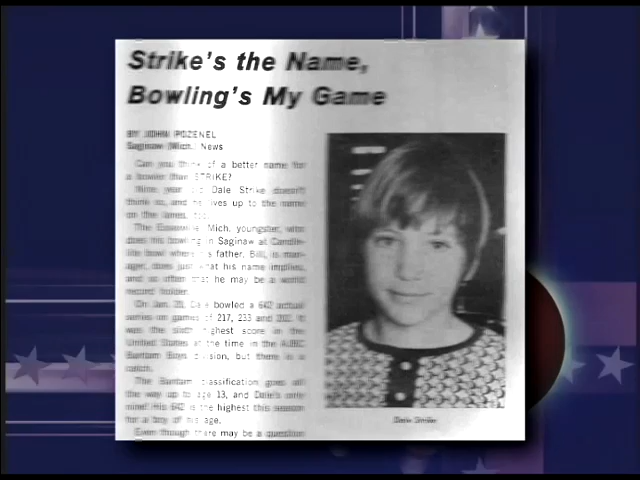 Strike's the Name,
Bowling's My Game
BY JOHN POZENEL
Saginaw (Mich. News
Can you think of a better name for
a bowler than STRIKE?
Nine year old Dale Strike doesn't
think so, and he lives up to the name
on the lanes, too.
The Mich. youngster, who
does his bowling in Saginaw at Candle-
lite bowl where his father, Bill, is man-
ager, does just what his name implies,
and so often that he may be a world
record holder.
On Jan. Dale bowled a 642 actual
series on games of 217, 233 and It
was the sixth highest score in the
United States at the time in the AJBC
Bantam Boys division, but there is a
catch.
The Bantam classification goes all
the way up to age 13, and Dale's only
nine! His 642 is the highest this season
for a boy of his age.
Even though there may be a question
Dale Strike